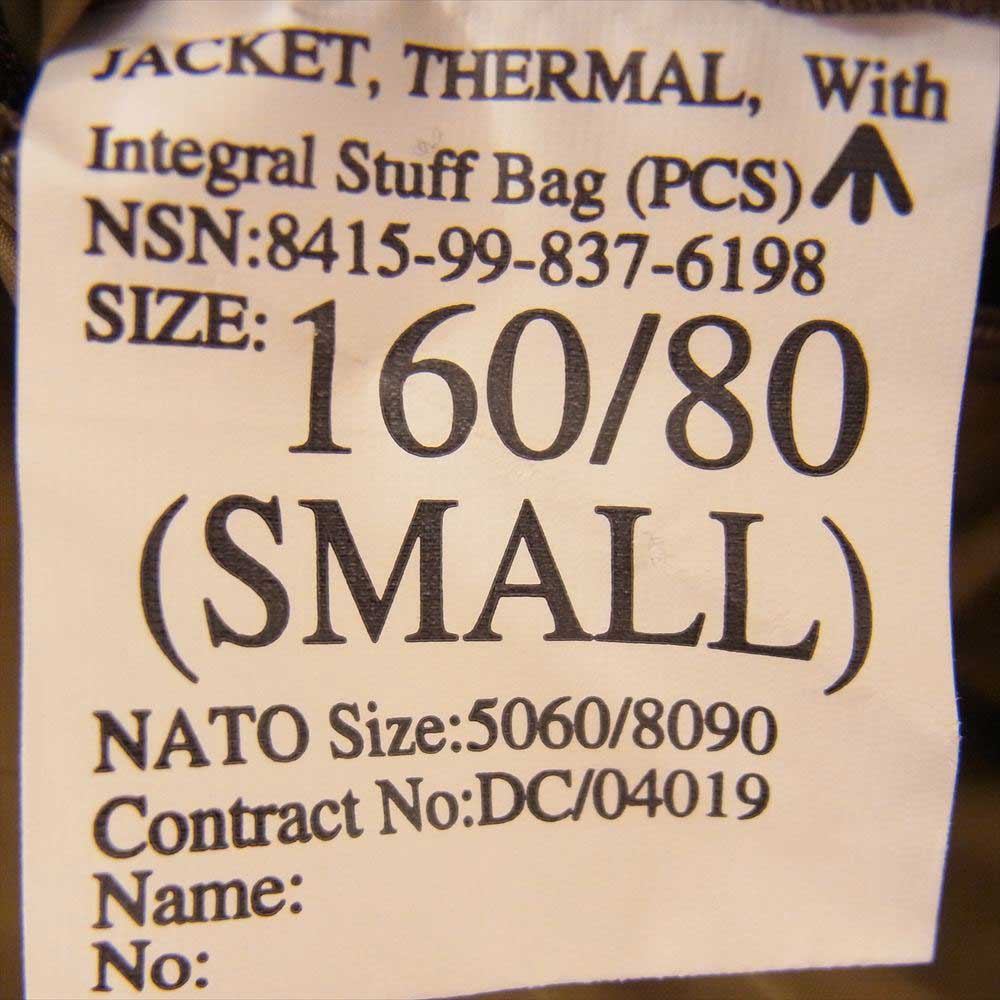 JACKET, THERMAL, With
Integral Stuff Bag (PCS)
NSN:8415-99-837-6198
SIZE: 160/80
(SMALL)
NATO Size:5060/8090
Contract No:DC/04019
Name:
No: